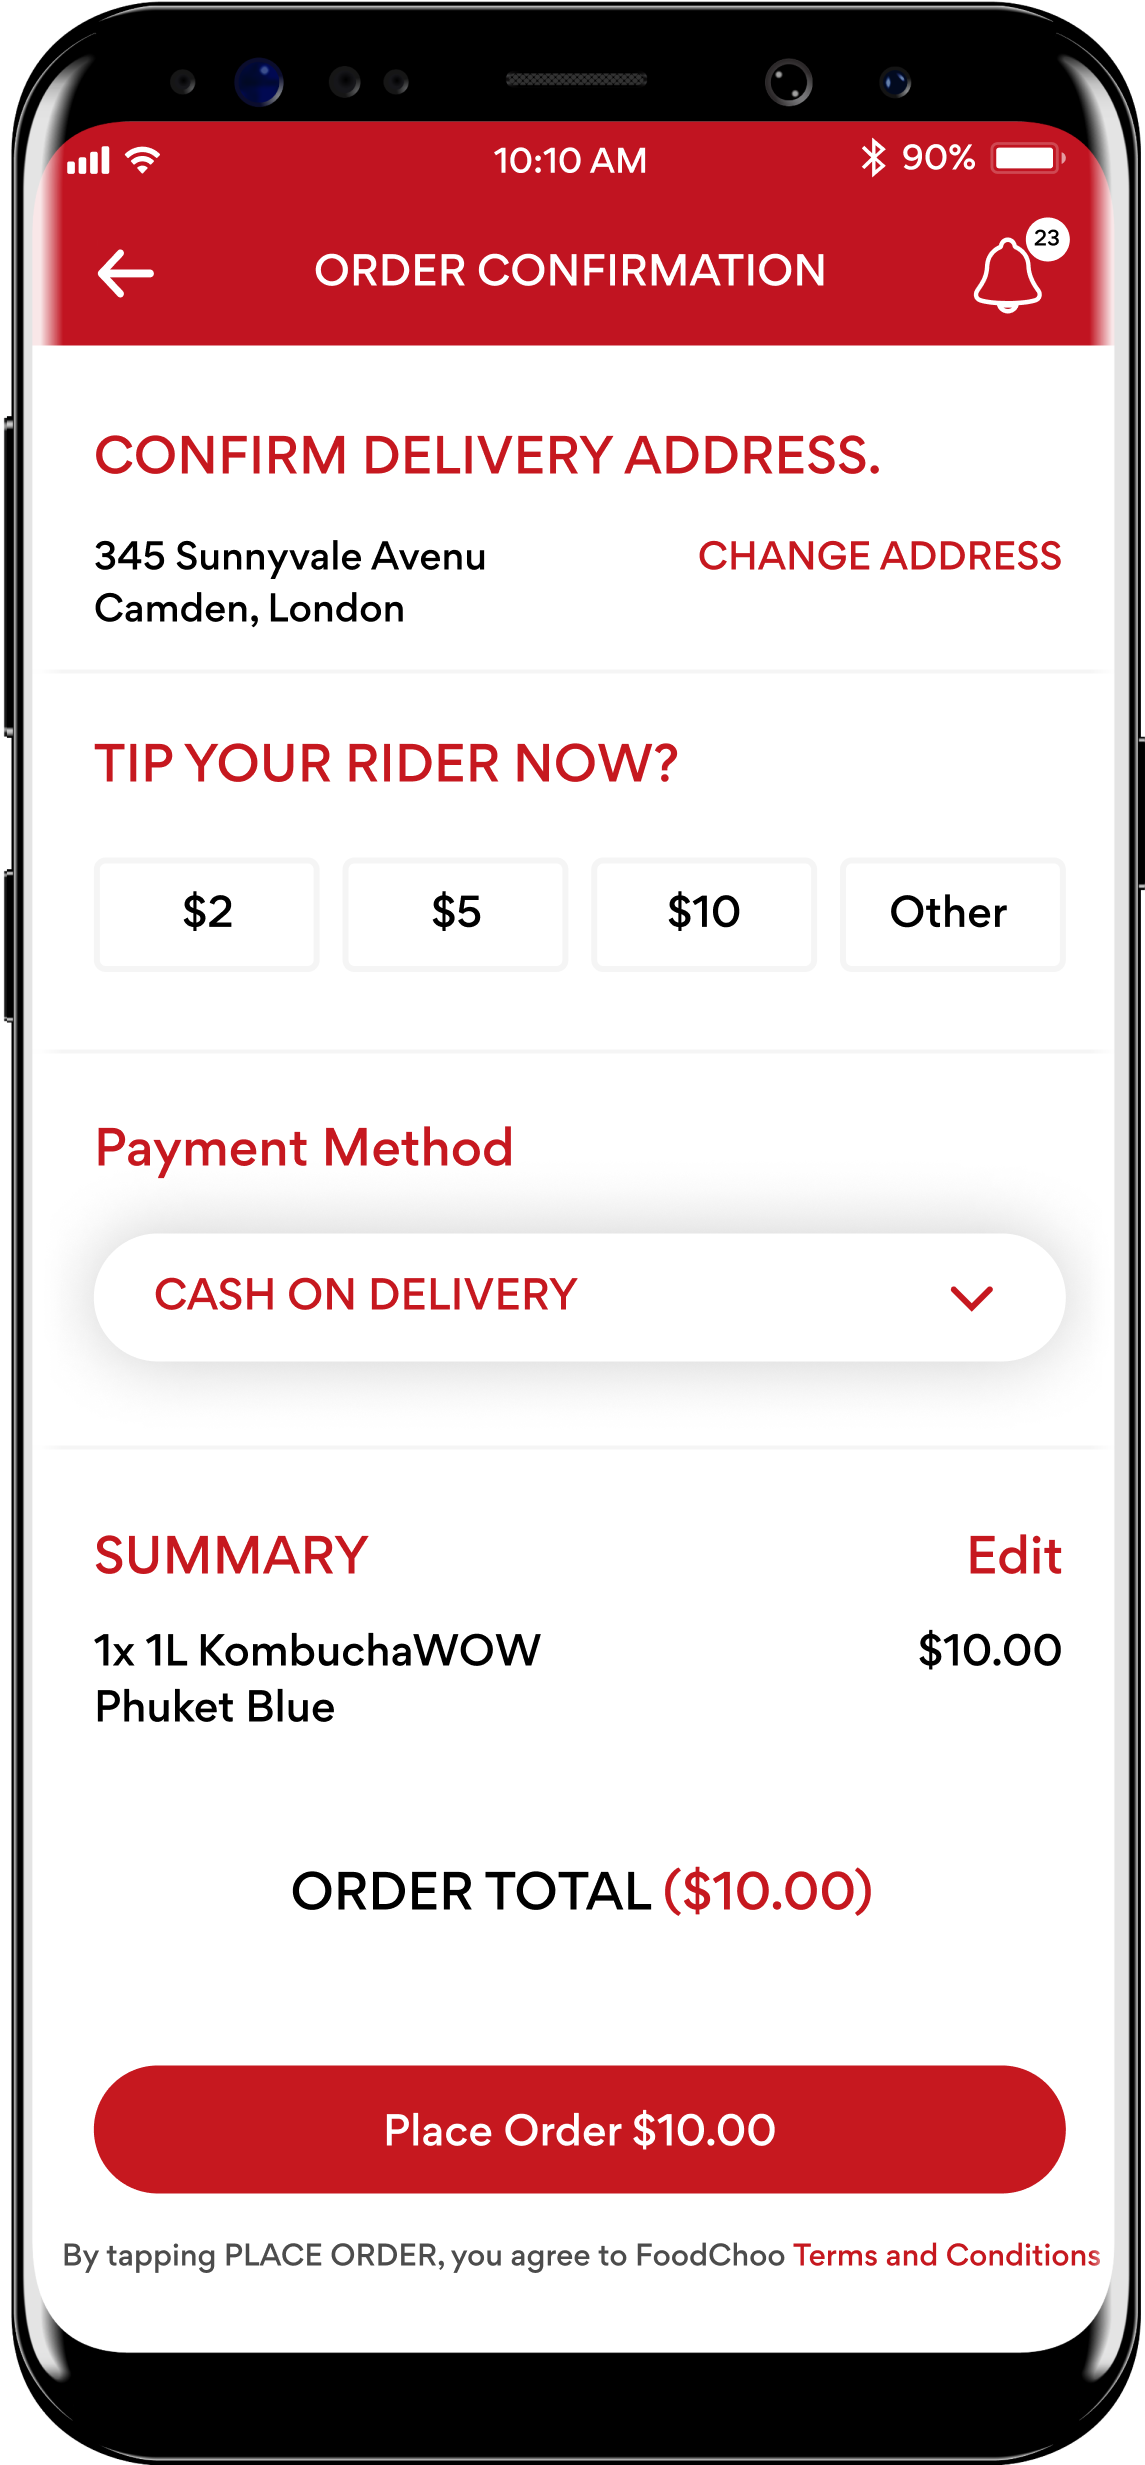 10:10 AM
90%
ORDER CONFIRMATION
23
CONFIRM DELIVERY ADDRESS.
345 Sunnyvale Avenu
Camden, London
CHANGE ADDRESS
TIP YOUR RIDER NOW?
$2 $5 $10 Other
Payment Method
CASH ON DELIVERY
SUMMARY Edit
1x 1L KombuchaWOW $10.00
Phuket Blue
ORDER TOTAL ($10.00)
Place Order $10.00
By tapping PLACE ORDER, you agree to FoodChoo Terms and Conditions